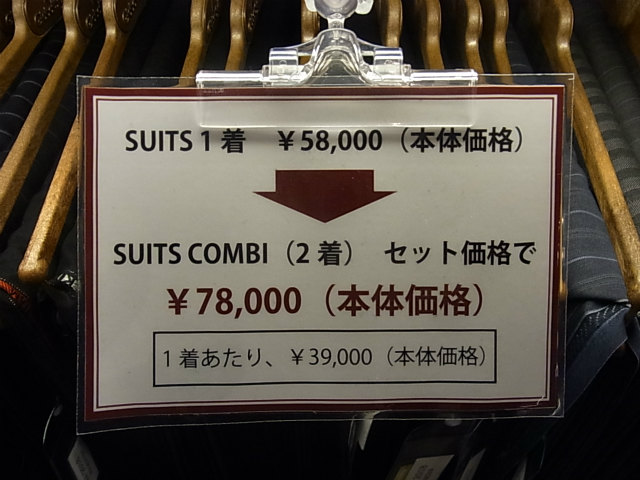 SUITS 1 着　￥58,000（本体価格）
SUITS COMBI（2 着）　セット価格で
￥78,000（本体価格）
1 着あたり、￥39,000（本体価格）